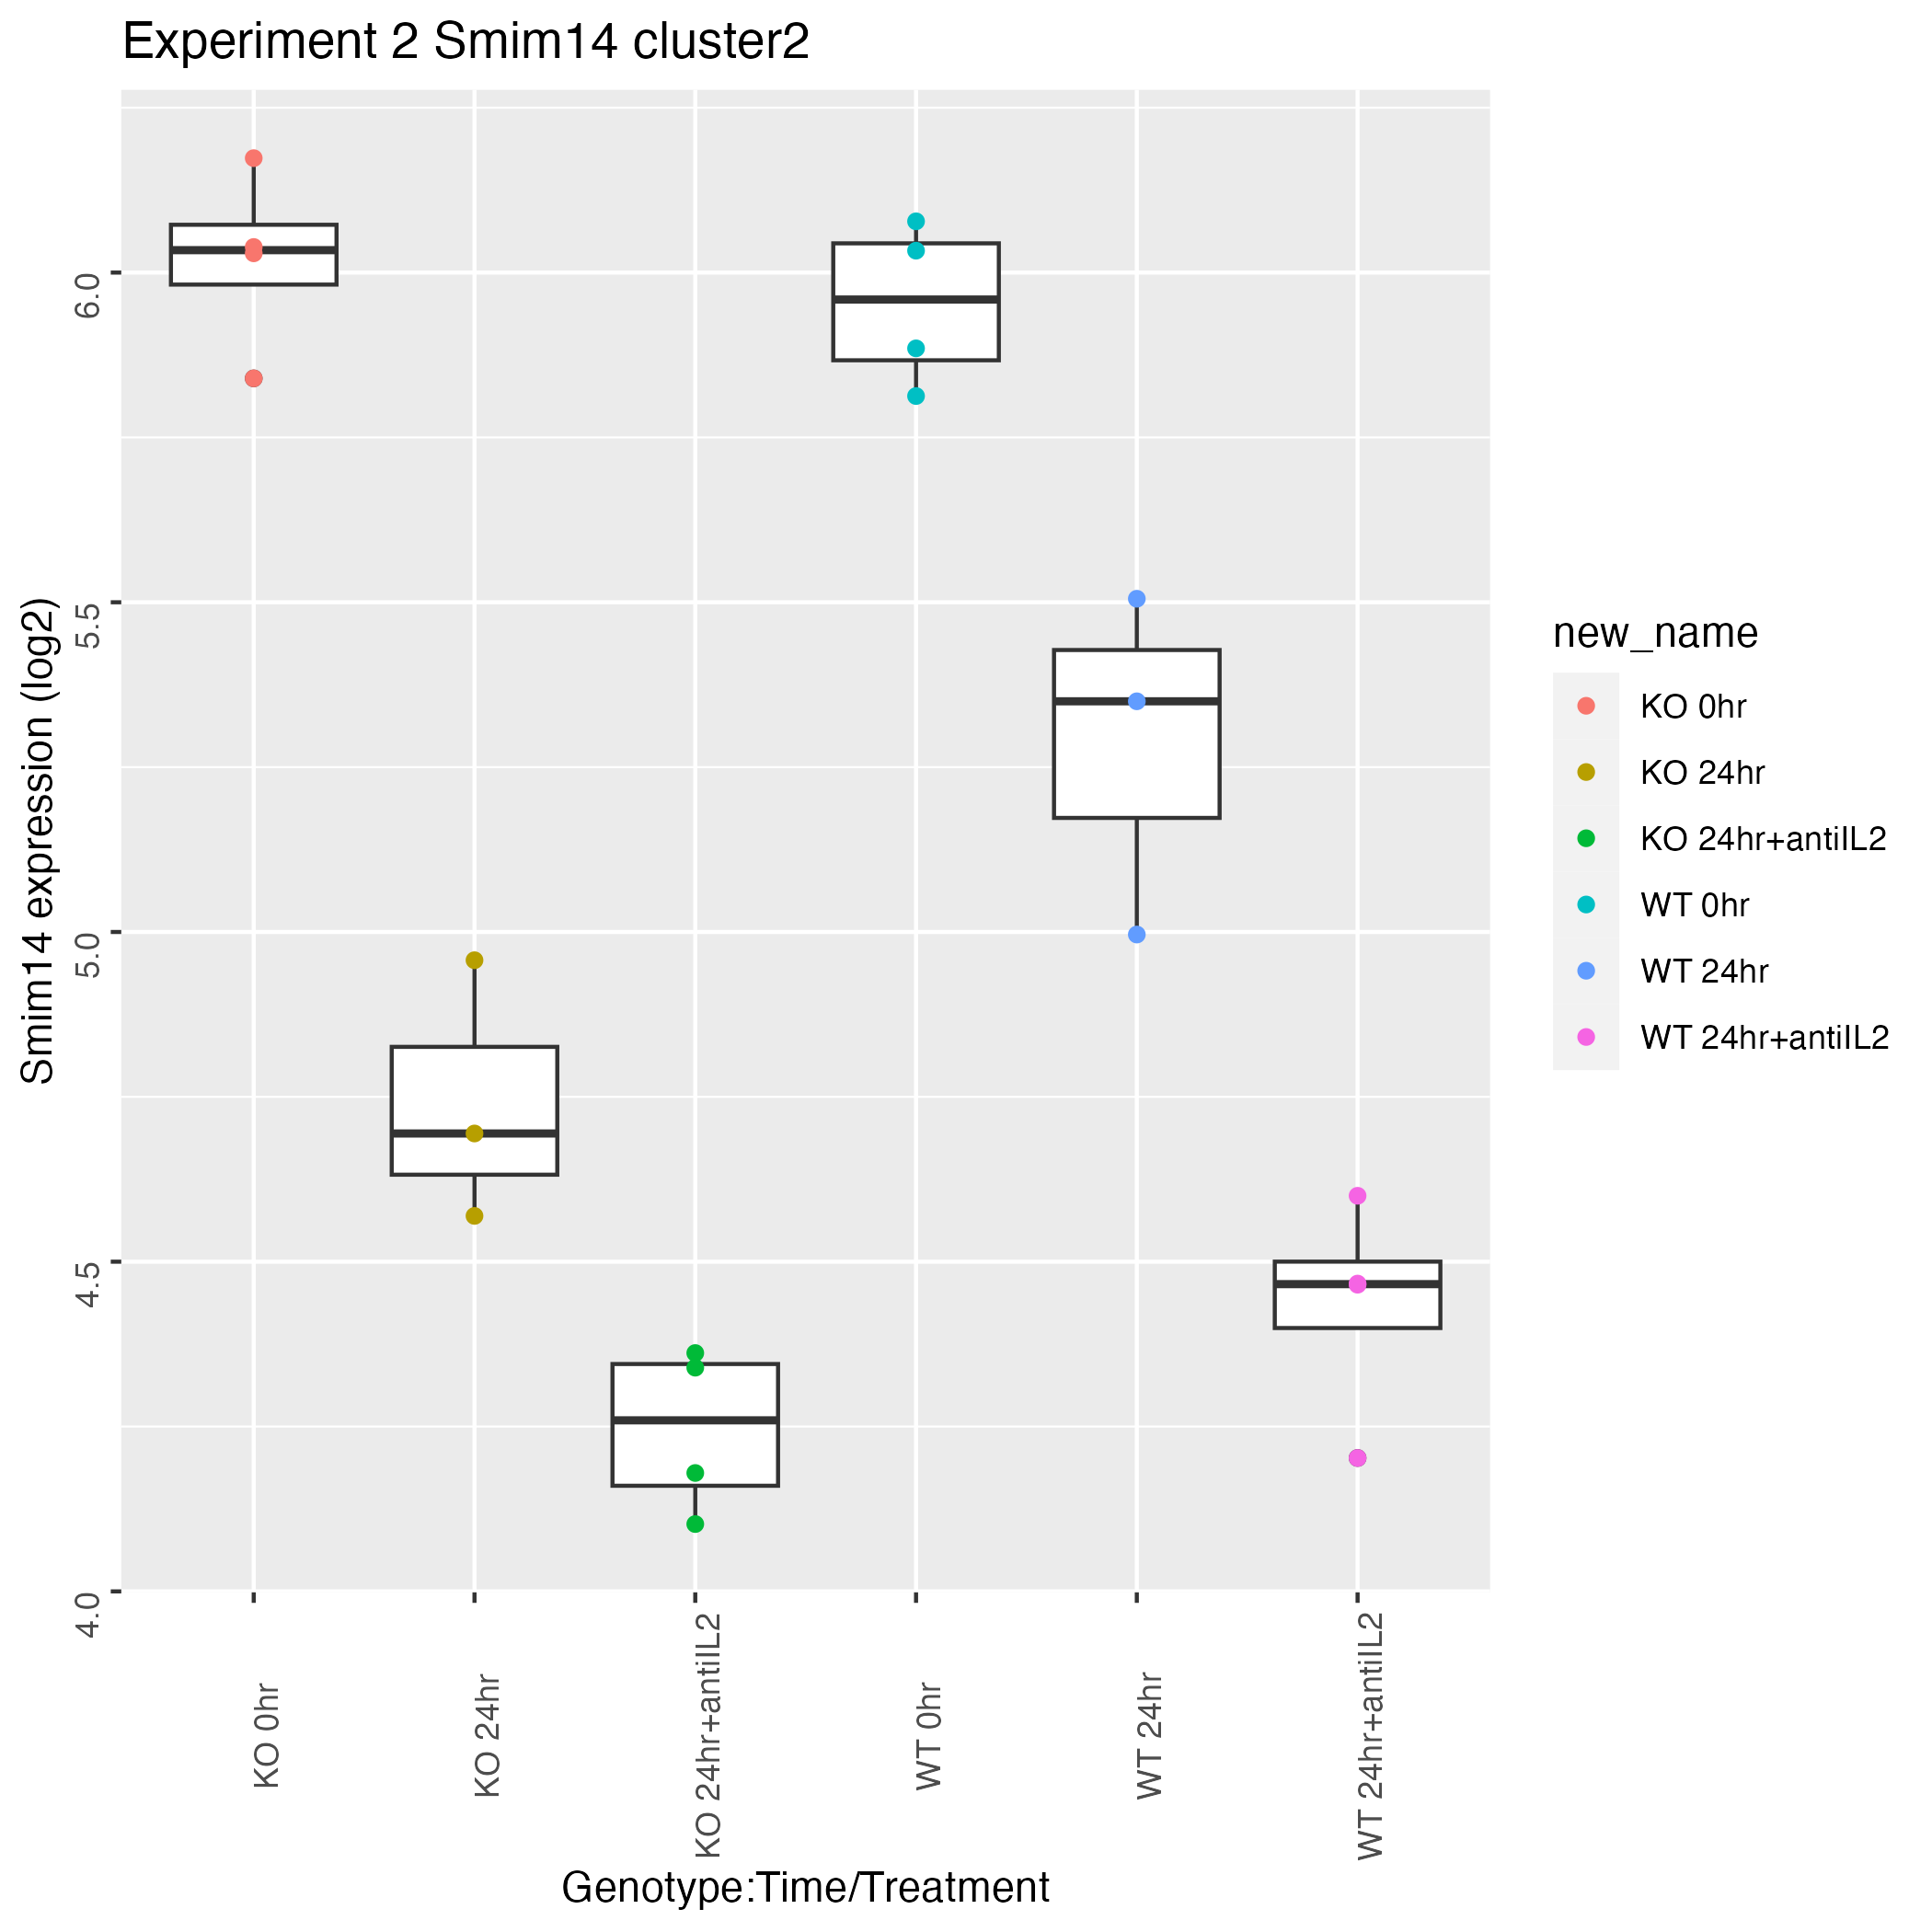 Experiment 2 Smim14 cluster2
Smim14 expression (log2)
6.0
5.5
5.0
4.5
4.0
KO 0hr
KO 24hr
KO 24hr+antiIL2
WT 0hr
WT 24hr
WT 24hr+antiIL2
Genotype:Time/Treatment
new_name
KO 0hr
KO 24hr
KO 24hr+antiIL2
WT 0hr
WT 24hr
WT 24hr+antiIL2